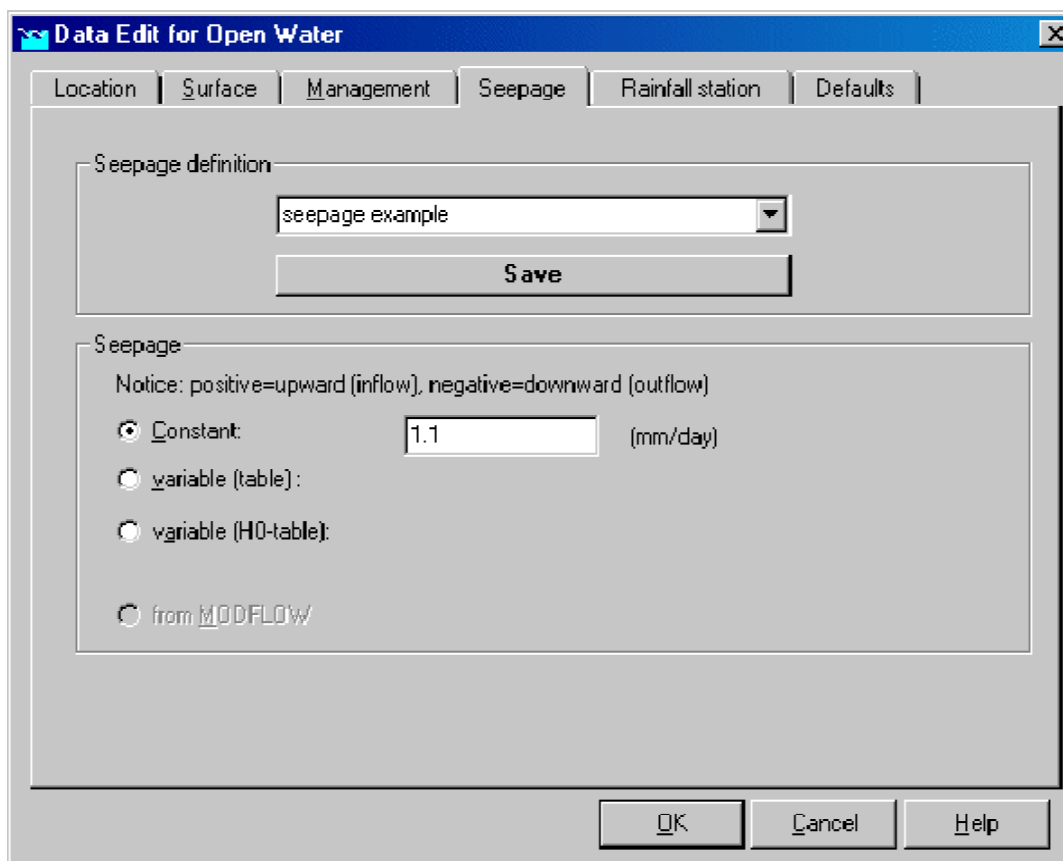 Data Edit for Open Water
Location Surface Management Seepage Rainfall station Defaults
Seepage definition
seepage example
Save
Seepage
Notice: positive=upward (inflow), negative=downward (outflow)
Constant: 1.1 (mm/day)
variable (table) :
variable (H0-table):
from MODFLOW
OK Cancel Help